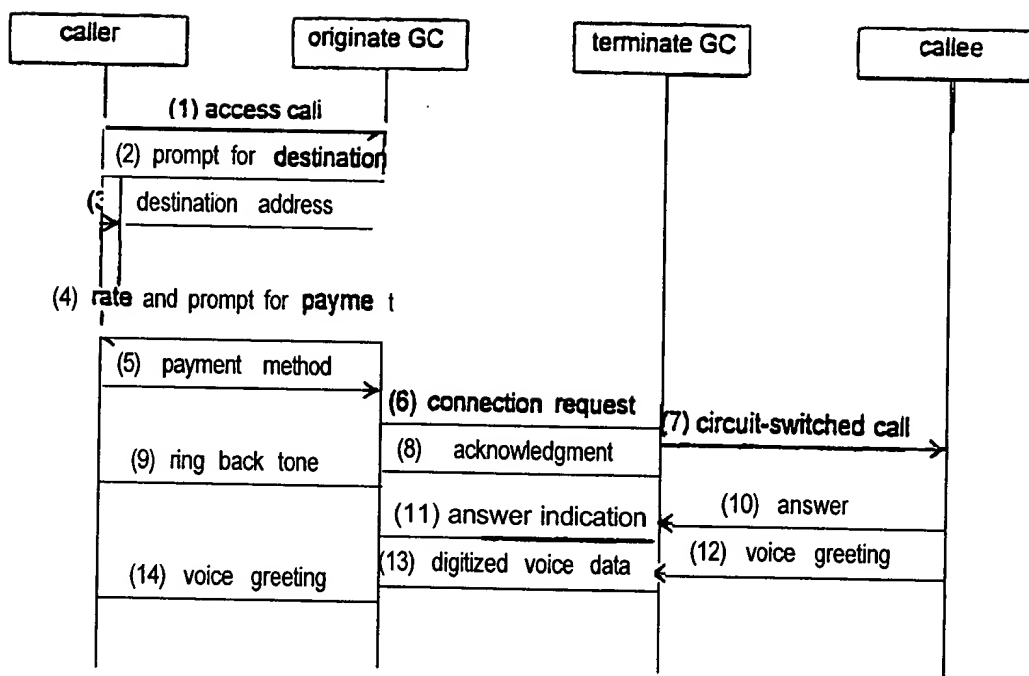 caller
originate GC
terminate GC
callee
(1) access call
(2) prompt for destination
(3
destination address
(4) rate and prompt for payme t
(5) payment method
(6) connection request
(7) circuit-switched call
(8) acknowledgment
(9) ring back tone
(10) answer
(11) answer indication
(12) voice greeting
(13) digitized voice data
(14) voice greeting